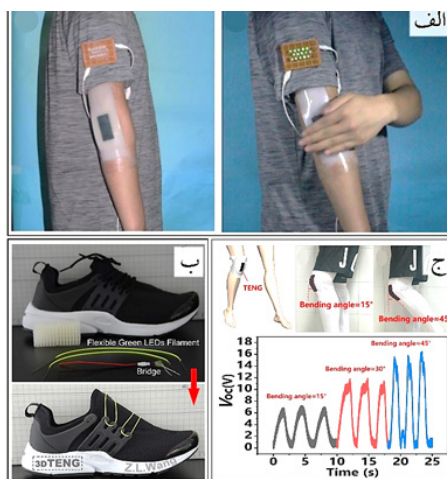 الف
ب
Flexible Green LEDs Filament
Bridge
3DTENG
Z.L.Wang
ج
TENG
Bending angle=15°
Bending angle=45°
Voc(V)
18
16
14
12
10
8
6
4
2
0
Bending angle=15°
Bending angle=30°
Bending angle=45°
0 5 10 15 20 25
Time (s)